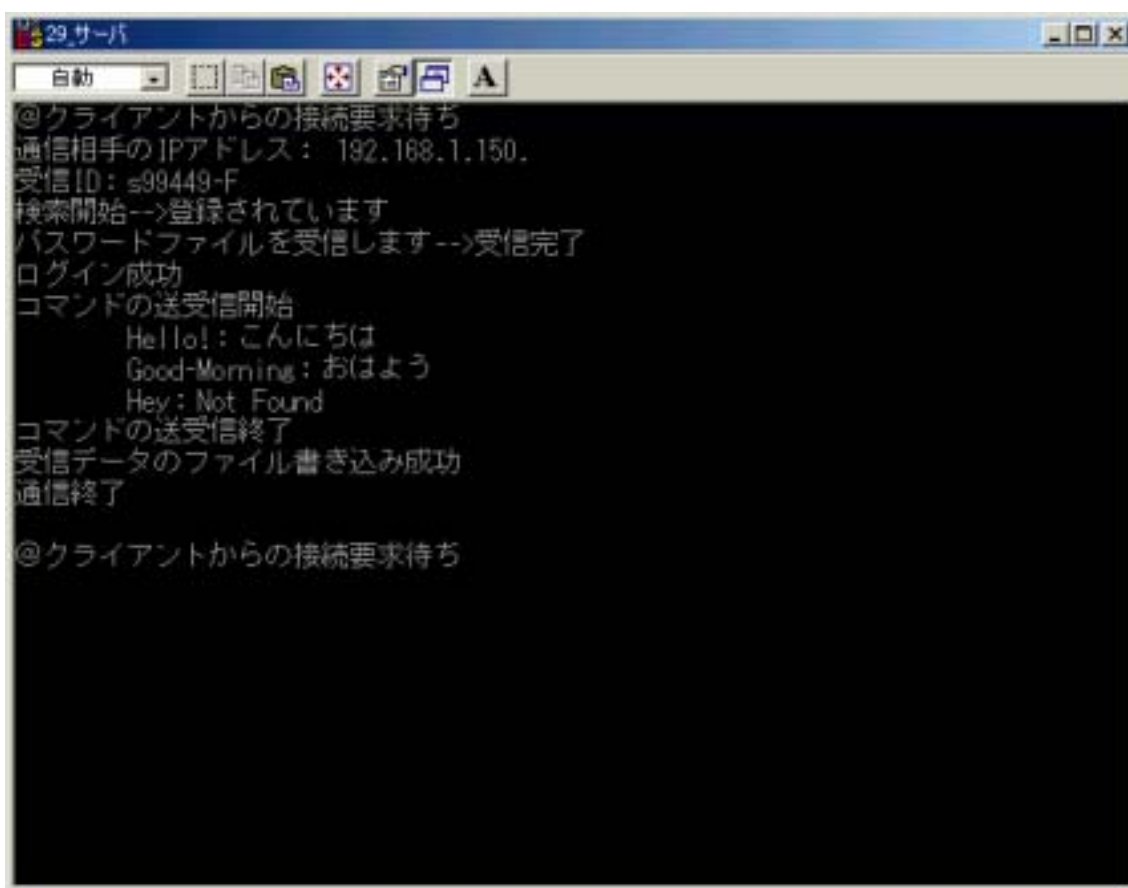 29_サーバ
自動
A
@クライアントからの接続要求待ち
通信相手のIPアドレス： 192.168.1.150.
受信ID：s99449-F
検索開始-->登録されています
パスワードファイルを受信します-->受信完了
ログイン成功
コマンドの送受信開始
Hello!：こんにちは
Good-Morning：おはよう
Hey：Not Found
コマンドの送受信終了
受信データのファイル書き込み成功
通信終了
@クライアントからの接続要求待ち